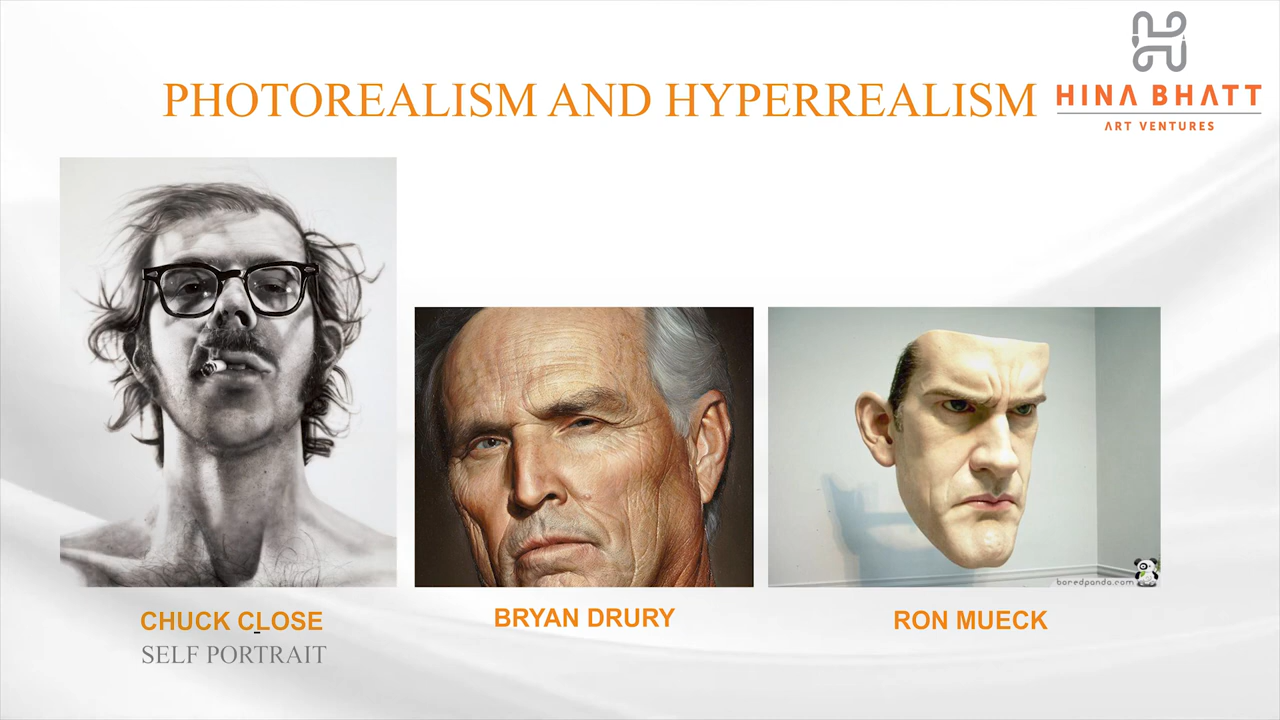 PHOTOREALISM AND HYPERREALISM
HINA BHATT
ART VENTURES
boredpanda.com
CHUCK CLOSE
SELF PORTRAIT
BRYAN DRURY
RON MUECK